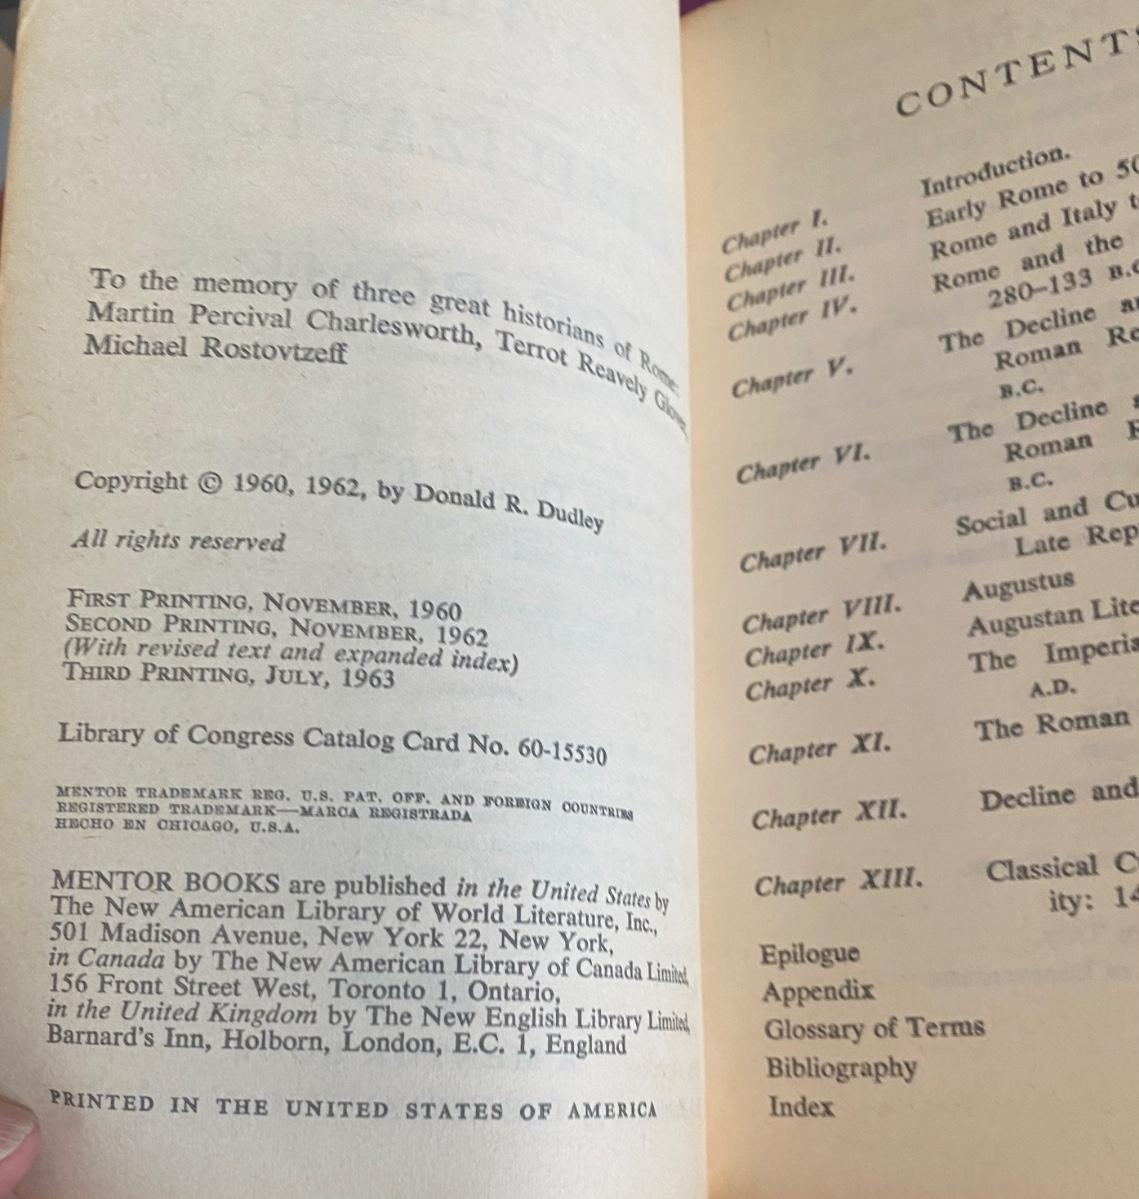 To the memory of three great historians of Rome:
Martin Percival Charlesworth, Terrot Reavely Glover,
Michael Rostovtzeff
Copyright © 1960, 1962, by Donald R. Dudley
All rights reserved
FIRST PRINTING, NOVEMBER, 1960
SECOND PRINTING, NOVEMBER, 1962
(With revised text and expanded index)
THIRD PRINTING, JULY, 1963
Library of Congress Catalog Card No. 60-15530
MENTOR TRADEMARK REG. U.S. PAT. OFF. AND FOREIGN COUNTRIES
REGISTERED TRADEMARK—MARCA REGISTRADA
HECHO EN CHICAGO, U.S.A.
MENTOR BOOKS are published in the United States by
The New American Library of World Literature, Inc.,
501 Madison Avenue, New York 22, New York,
in Canada by The New American Library of Canada Limited,
156 Front Street West, Toronto 1, Ontario,
in the United Kingdom by The New English Library Limited,
Barnard's Inn, Holborn, London, E.C. 1, England
PRINTED IN THE UNITED STATES OF AMERICA
CONTENTS
Chapter I. Introduction.
Chapter II. Early Rome to 50
Chapter III. Rome and Italy t
Chapter IV. Rome and the
280–133 B.C
Chapter V. The Decline a
Roman Re
B.C.
Chapter VI. The Decline a
Roman R
B.C.
Chapter VII. Social and Cu
Late Rep
Chapter VIII. Augustus
Chapter IX. Augustan Lite
Chapter X. The Imperia
A.D.
Chapter XI. The Roman
Chapter XII. Decline and
Chapter XIII. Classical C
ity: 14
Epilogue
Appendix
Glossary of Terms
Bibliography
Index